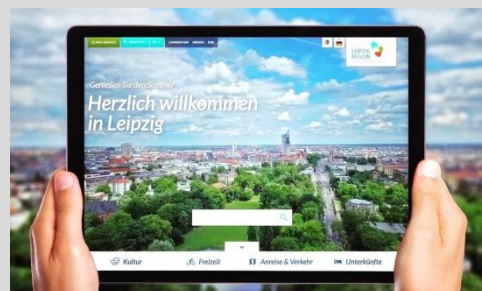 LEIPZIG
REGION
Genießen Sie den Sommer
Herzlich willkommen
in Leipzig
Kultur
Freizeit
Anreise & Verkehr
Unterkünfte